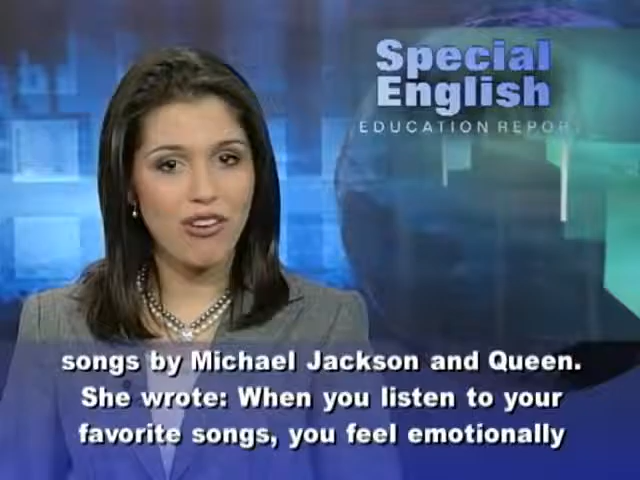 Special
English
EDUCATION REPORT
songs by Michael Jackson and Queen.
She wrote: When you listen to your
favorite songs, you feel emotionally